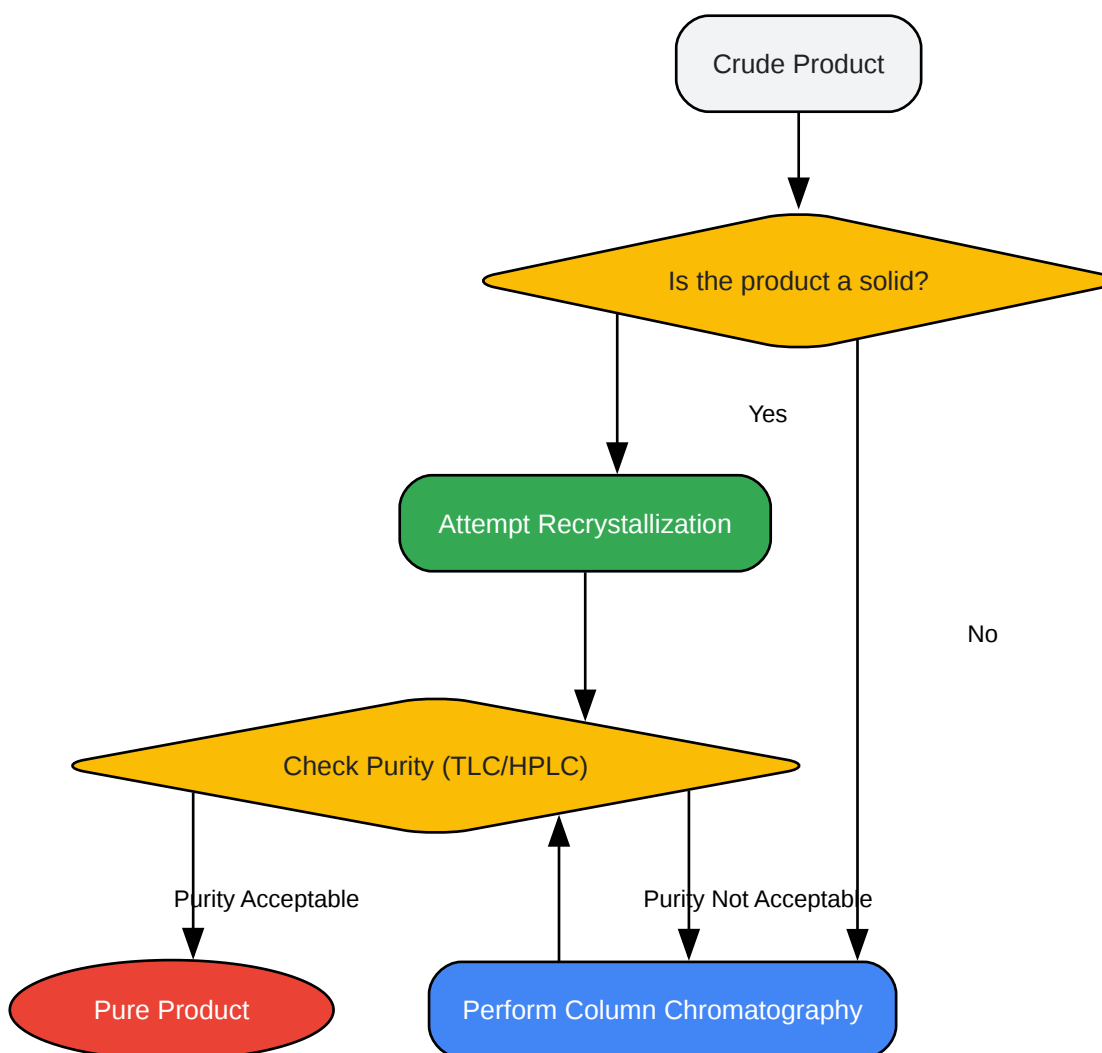 Crude Product
Is the product a solid?
Yes
Attempt Recrystallization
No
Check Purity (TLC/HPLC)
Purity Acceptable
Purity Not Acceptable
Pure Product
Perform Column Chromatography